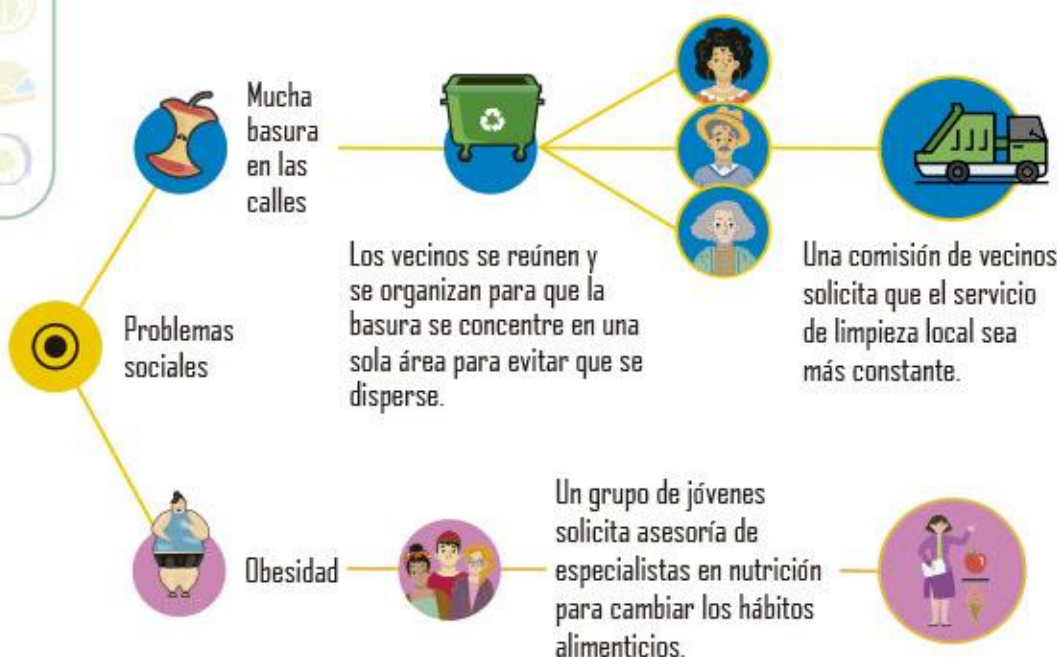 Mucha
basura
en las
calles
Los vecinos se reúnen y
se organizan para que la
basura se concentre en una
sola área para evitar que se
disperse.
Una comisión de vecinos
solicita que el servicio
de limpieza local sea
más constante.
Problemas
sociales
Obesidad
Un grupo de jóvenes
solicita asesoría de
especialistas en nutrición
para cambiar los hábitos
alimenticios.